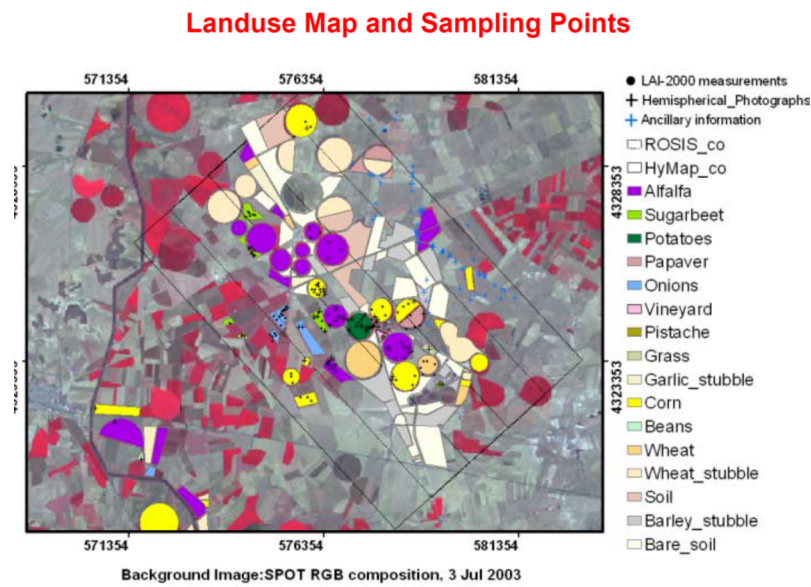 Landuse Map and Sampling Points
571354 576354 581354
LAI-2000 measurements
Hemispherical_Photographs
Ancillary information
ROSIS_co
HyMap_co
Alfalfa
Sugarbeet
Potatoes
Papaver
Onions
Vineyard
Pistache
Grass
Garlic_stubble
Corn
Beans
Wheat
Wheat_stubble
Soil
Barley_stubble
Bare_soil
4328353
4323353
4323353
571354 576354 581354
Background Image:SPOT RGB composition, 3 Jul 2003